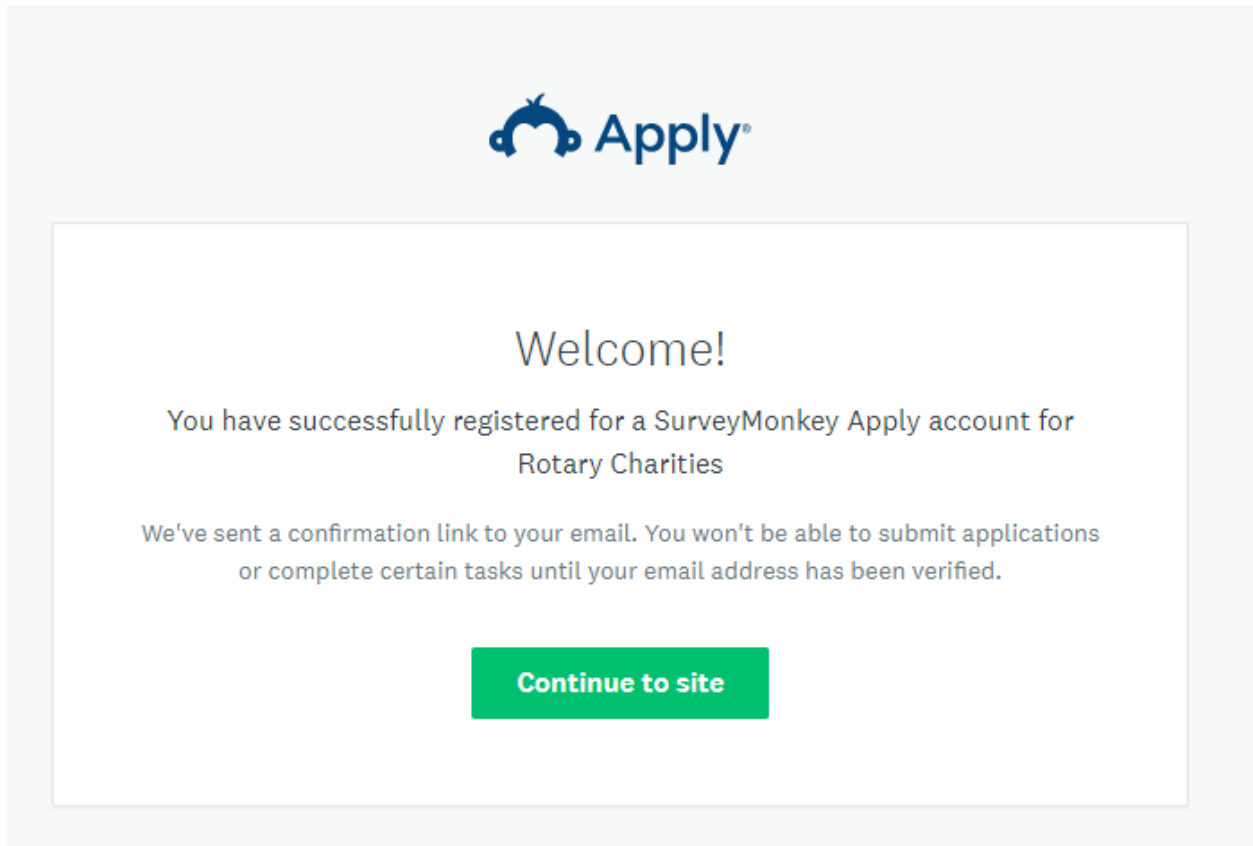 Apply®
Welcome!
You have successfully registered for a SurveyMonkey Apply account for
Rotary Charities
We've sent a confirmation link to your email. You won't be able to submit applications
or complete certain tasks until your email address has been verified.
Continue to site